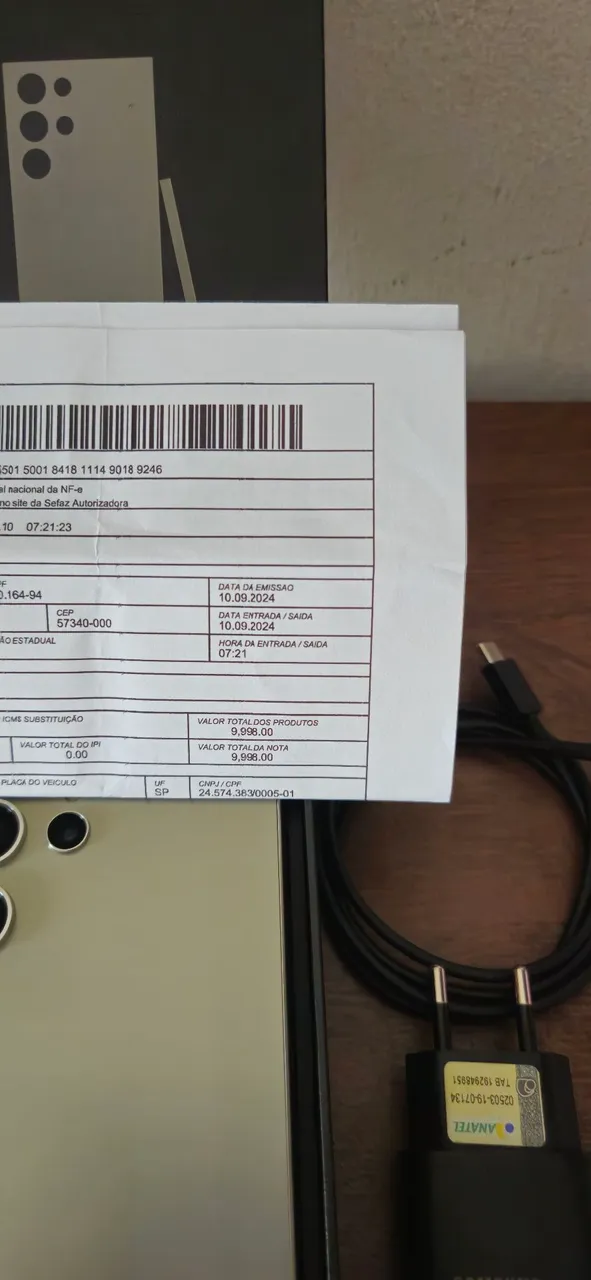 5501 5001 8418 1114 9018 9246
al nacional da NF-e
no site da Sefaz Autorizadora
.10 07:21:23
PF
0.164-94
DATA DA EMISSAO
10.09.2024
CEP
57340-000
DATA ENTRADA / SAIDA
10.09.2024
ÃO ESTADUAL
HORA DA ENTRADA / SAIDA
07:21
ICMS SUBSTITUIÇÃO
VALOR TOTAL DOS PRODUTOS
9,998.00
VALOR TOTAL DO IPI
0.00
VALOR TOTAL DA NOTA
9,998.00
PLACA DO VEICULO
UF
SP
CNPJ / CPF
24.574.383/0005-01
ANATEL
02503-19-07134
TAB 19248951